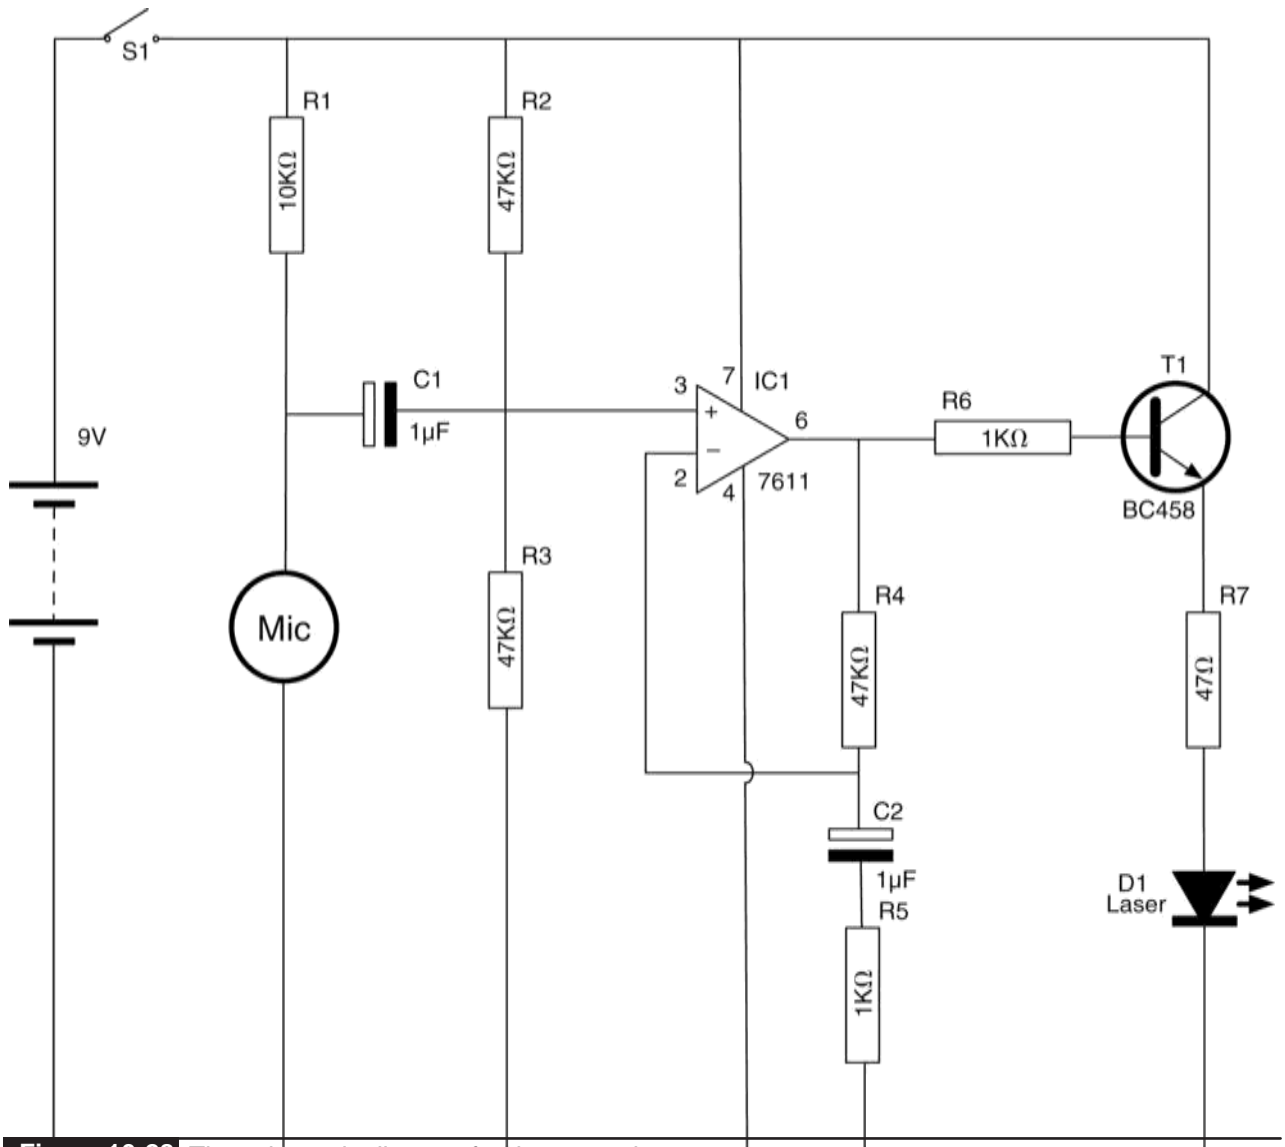 S1
R1
10KΩ
R2
47KΩ
9V
C1
1µF
3
7
IC1
+
6
−
2
4
7611
R6
1KΩ
T1
BC458
Mic
R3
47KΩ
R4
47KΩ
R7
47Ω
C2
1µF
D1
Laser
R5
1KΩ